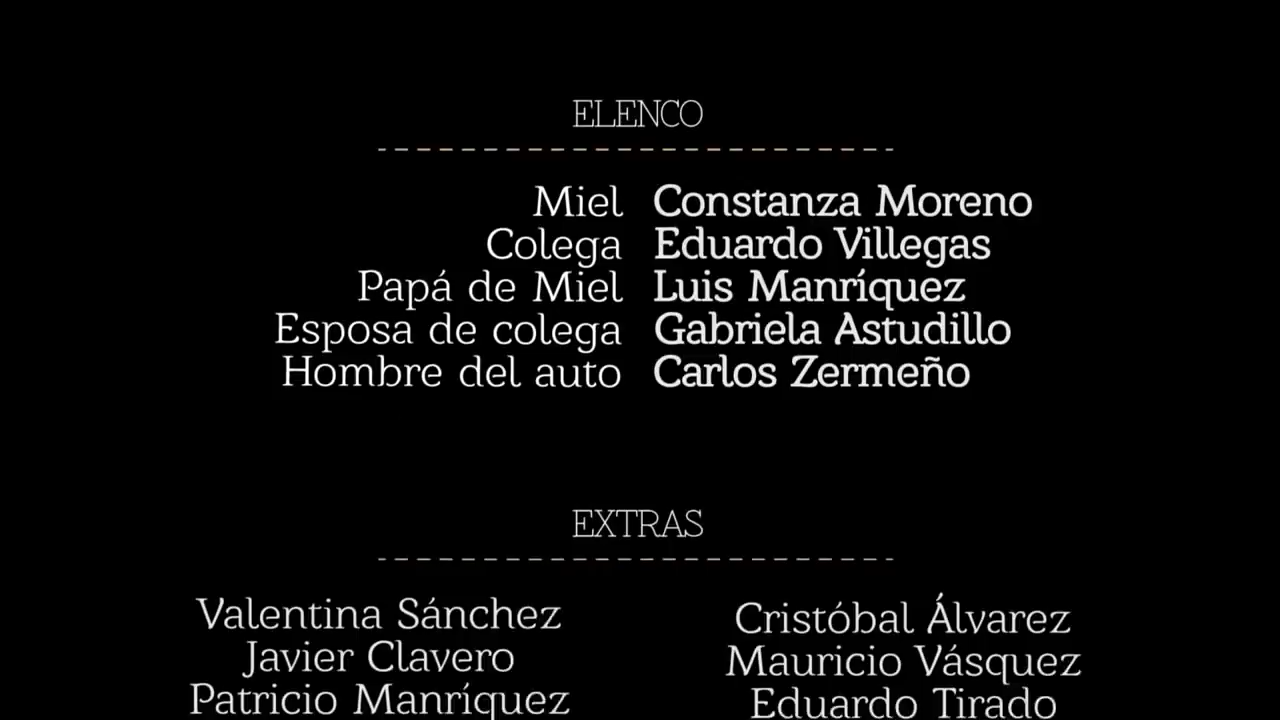 ELENCO
Miel Constanza Moreno
Colega Eduardo Villegas
Papá de Miel Luis Manríquez
Esposa de colega Gabriela Astudillo
Hombre del auto Carlos Zermeño
EXTRAS
Valentina Sánchez Cristóbal Álvarez
Javier Clavero Mauricio Vásquez
Patricio Manríquez Eduardo Tirado